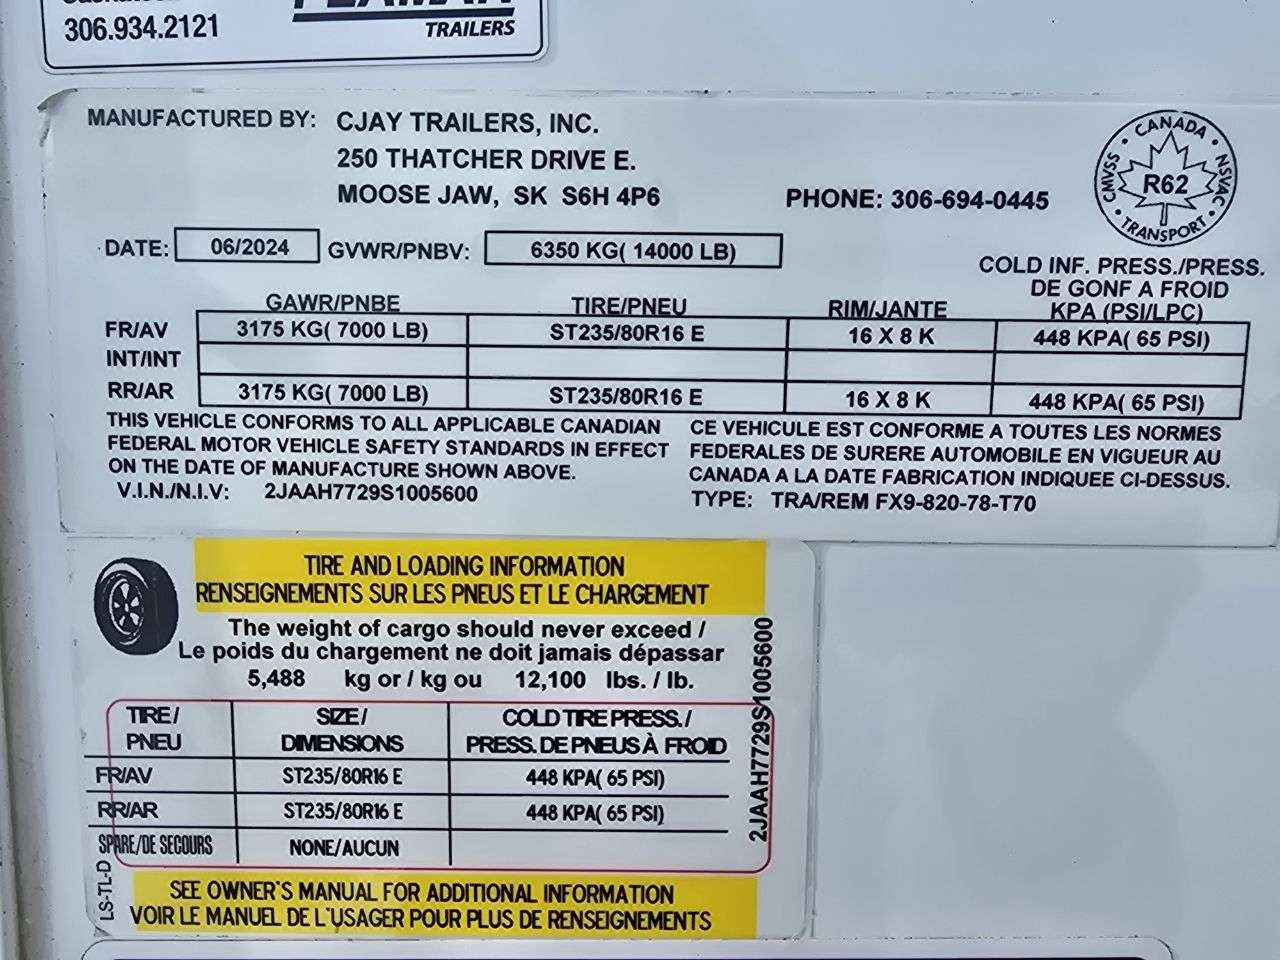 306.934.2121
TRAILERS
MANUFACTURED BY: CJAY TRAILERS, INC.
250 THATCHER DRIVE E.
MOOSE JAW, SK S6H 4P6 PHONE: 306-694-0445
CANADA
CMVSS R62 NSVAC
TRANSPORT
DATE: 06/2024 GVWR/PNBV: 6350 KG( 14000 LB)
COLD INF. PRESS./PRESS.
DE GONF A FROID
GAWR/PNBE TIRE/PNEU RIM/JANTE KPA (PSI/LPC)
FR/AV 3175 KG( 7000 LB) ST235/80R16 E 16 X 8 K 448 KPA( 65 PSI)
INT/INT
RR/AR 3175 KG( 7000 LB) ST235/80R16 E 16 X 8 K 448 KPA( 65 PSI)
THIS VEHICLE CONFORMS TO ALL APPLICABLE CANADIAN
FEDERAL MOTOR VEHICLE SAFETY STANDARDS IN EFFECT
ON THE DATE OF MANUFACTURE SHOWN ABOVE.
V.I.N./N.I.V: 2JAAH7729S1005600
CE VEHICULE EST CONFORME A TOUTES LES NORMES
FEDERALES DE SURERE AUTOMOBILE EN VIGUEUR AU
CANADA A LA DATE FABRICATION INDIQUEE CI-DESSUS.
TYPE: TRA/REM FX9-820-78-T70
TIRE AND LOADING INFORMATION
RENSEIGNEMENTS SUR LES PNEUS ET LE CHARGEMENT
The weight of cargo should never exceed /
Le poids du chargement ne doit jamais dépassar
5,488 kg or / kg ou 12,100 lbs. / lb.
TIRE / SIZE / COLD TIRE PRESS. /
PNEU DIMENSIONS PRESS. DE PNEUS À FROID
FR/AV ST235/80R16 E 448 KPA( 65 PSI)
RR/AR ST235/80R16 E 448 KPA( 65 PSI)
SPARE/DE SECOURS NONE/AUCUN
2JAAH7729S1005600
LS-TL-D
SEE OWNER'S MANUAL FOR ADDITIONAL INFORMATION
VOIR LE MANUEL DE L'USAGER POUR PLUS DE RENSEIGNEMENTS